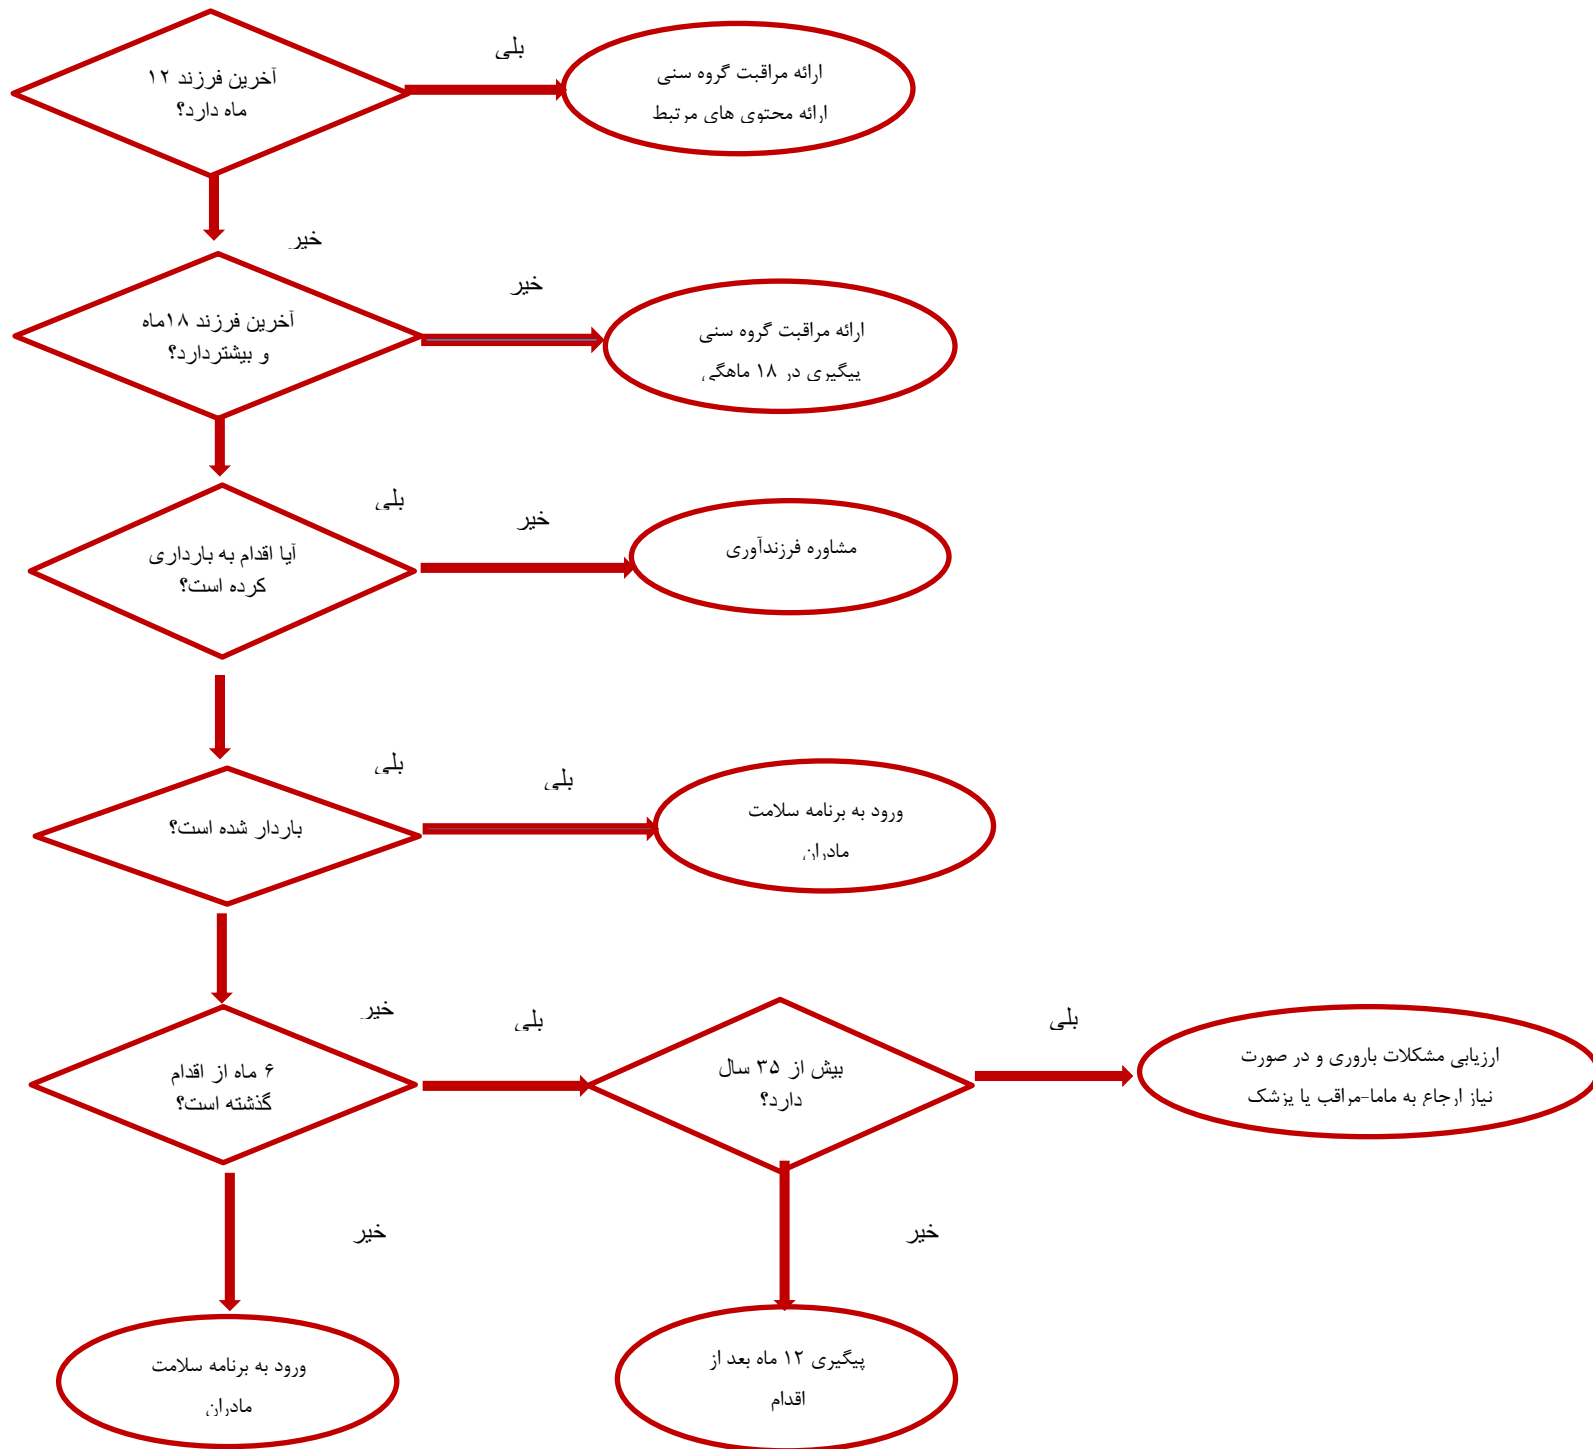 آخرین فرزند ۱۲
ماه دارد؟
بلی
ارائه مراقبت گروه سنی
ارائه محتوی های مرتبط
خیر
آخرین فرزند ۱۸ماه
و بیشتردارد؟
خیر
ارائه مراقبت گروه سنی
پیگیری در ۱۸ ماهگی
بلی
آیا اقدام به بارداری
کرده است؟
خیر
مشاوره فرزندآوری
بلی
باردار شده است؟
بلی
ورود به برنامه سلامت
مادران
خیر
۶ ماه از اقدام
گذشته است؟
بلی
بیش از ۳۵ سال
دارد؟
بلی
ارزیابی مشکلات باروری و در صورت
نیاز ارجاع به ماما-مراقب یا پزشک
خیر
خیر
ورود به برنامه سلامت
مادران
پیگیری ۱۲ ماه بعد از
اقدام